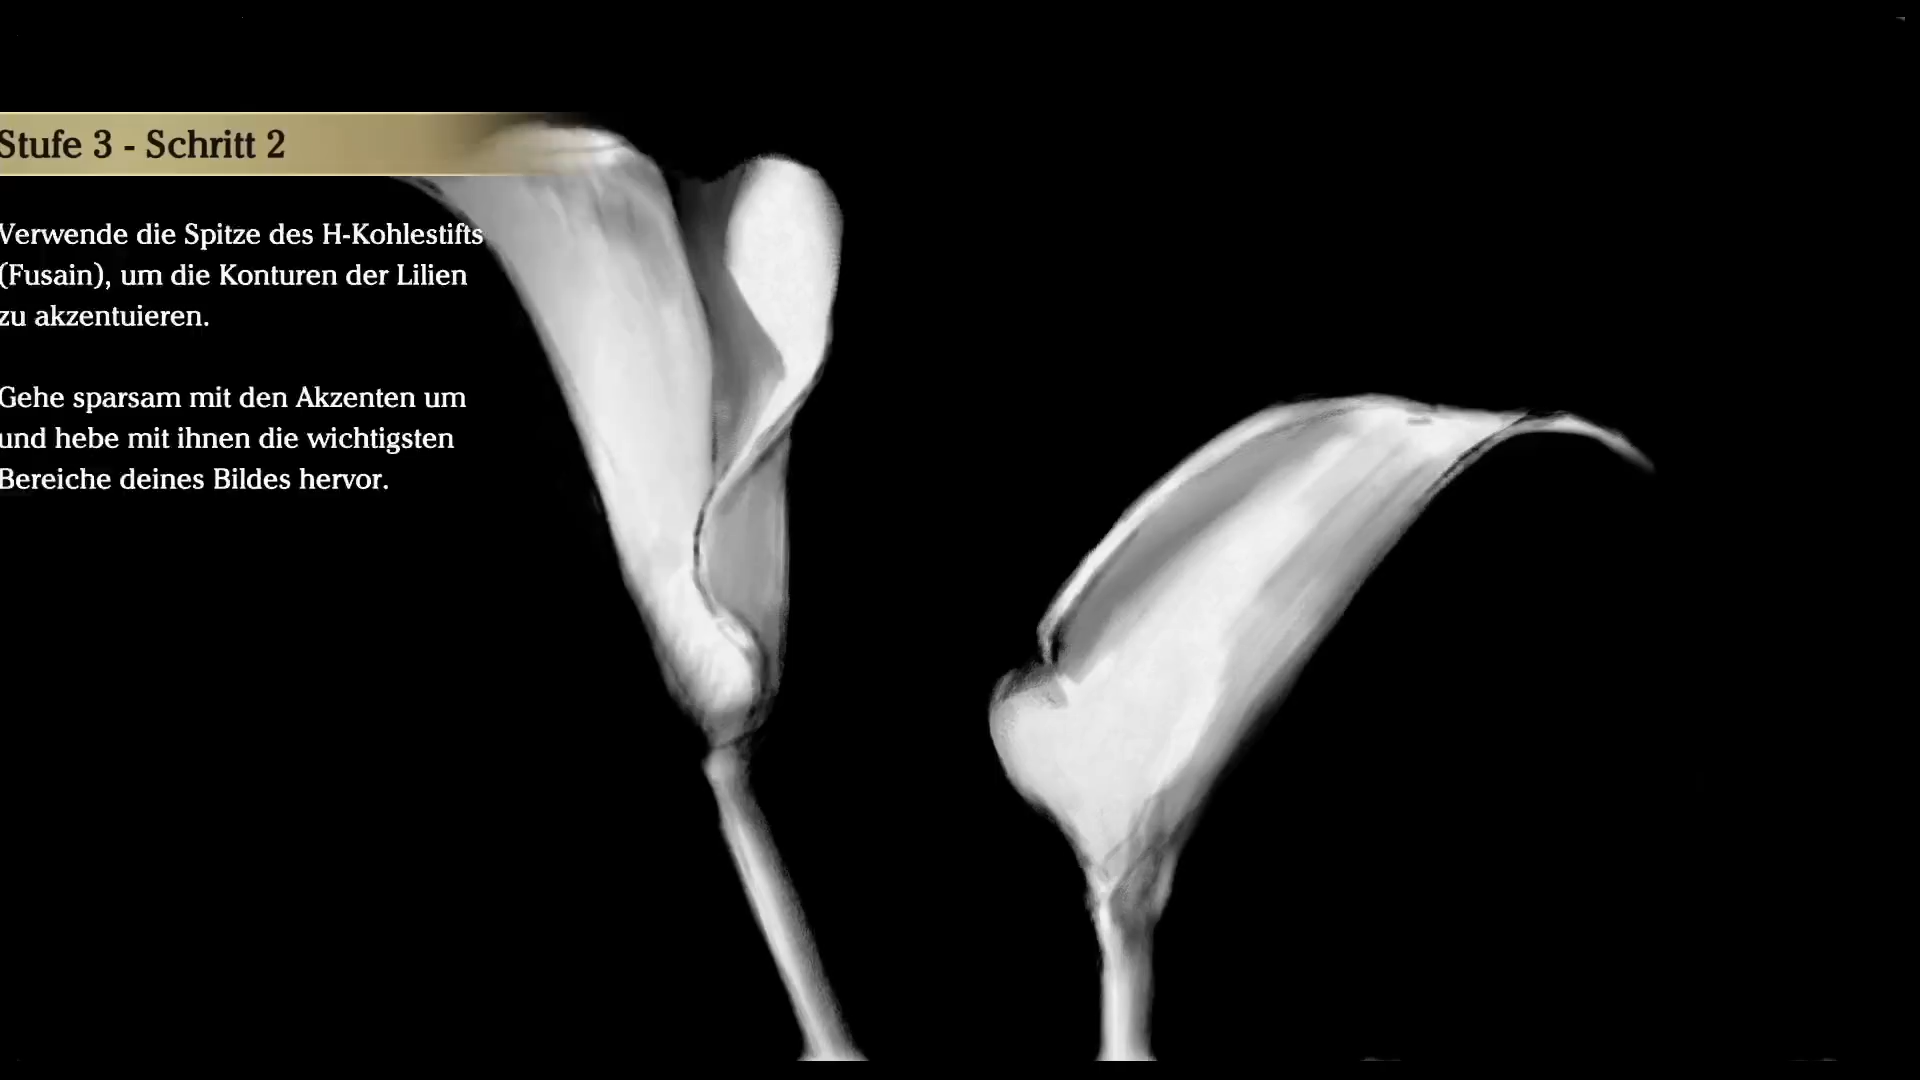 Stufe 3 - Schritt 2
Verwende die Spitze des H-Kohlestifts
(Fusain), um die Konturen der Lilien
zu akzentuieren.
Gehe sparsam mit den Akzenten um
und hebe mit ihnen die wichtigsten
Bereiche deines Bildes hervor.